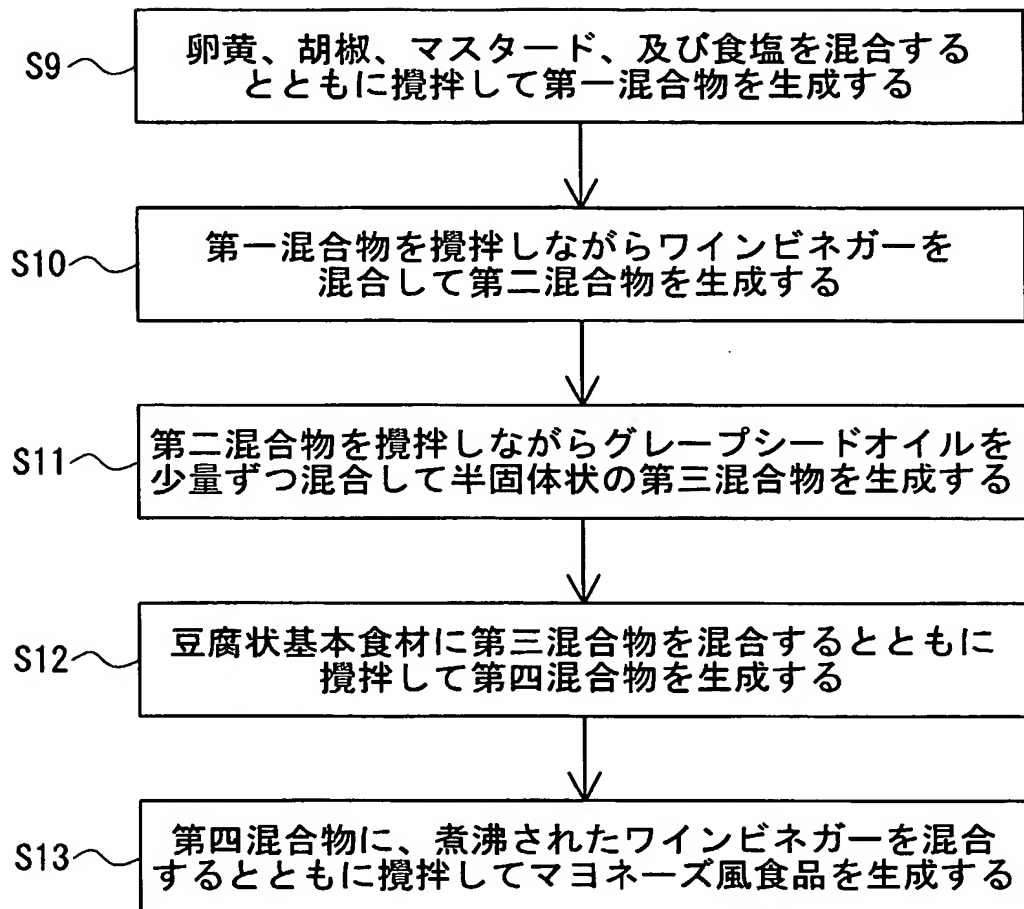 S9
卵黄、胡椒、マスタード、及び食塩を混合する
とともに攪拌して第一混合物を生成する
S10
第一混合物を攪拌しながらワインビネガーを
混合して第二混合物を生成する
S11
第二混合物を攪拌しながらグレープシードオイルを
少量ずつ混合して半固体状の第三混合物を生成する
S12
豆腐状基本食材に第三混合物を混合するとともに
攪拌して第四混合物を生成する
S13
第四混合物に、煮沸されたワインビネガーを混合
するとともに攪拌してマヨネーズ風食品を生成する